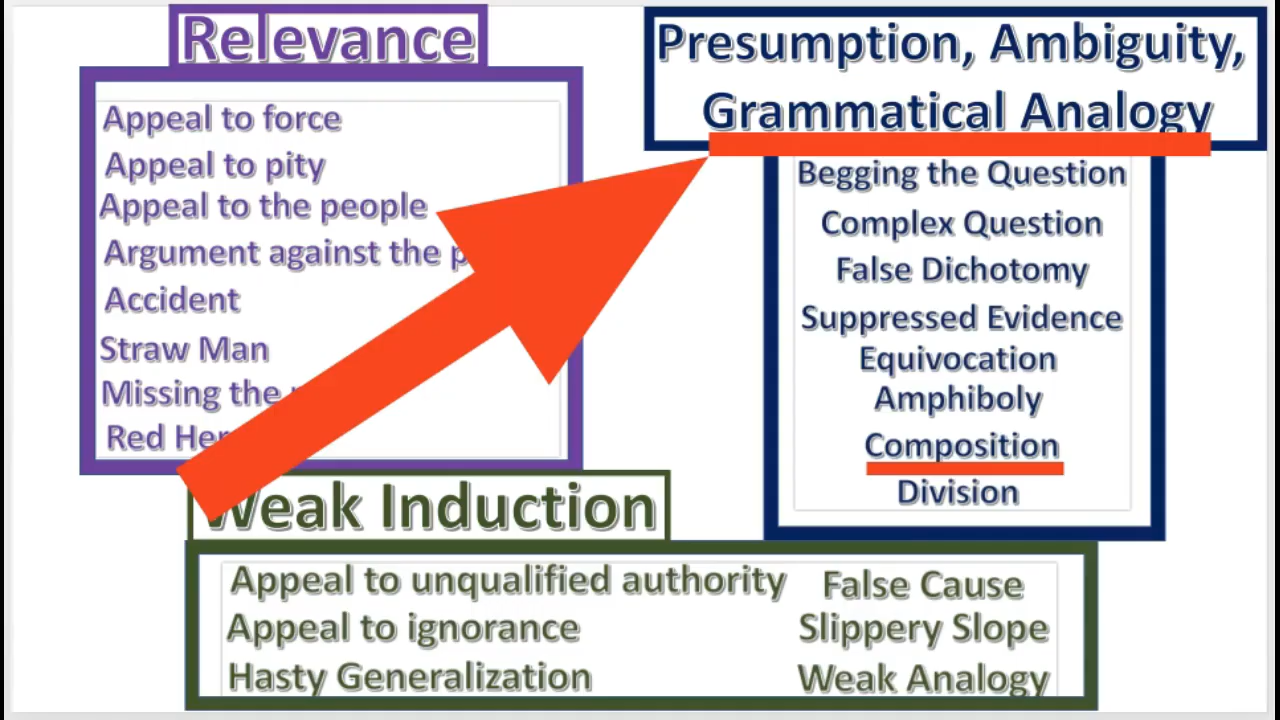 Relevance
Appeal to force
Appeal to pity
Appeal to the people
Argument against the
Accident
Straw Man
Missing the
Red
Presumption, Ambiguity,
Grammatical Analogy
Begging the Question
Complex Question
False Dichotomy
Suppressed Evidence
Equivocation
Amphiboly
Composition
Division
Weak Induction
Appeal to unqualified authority
Appeal to ignorance
Hasty Generalization
False Cause
Slippery Slope
Weak Analogy